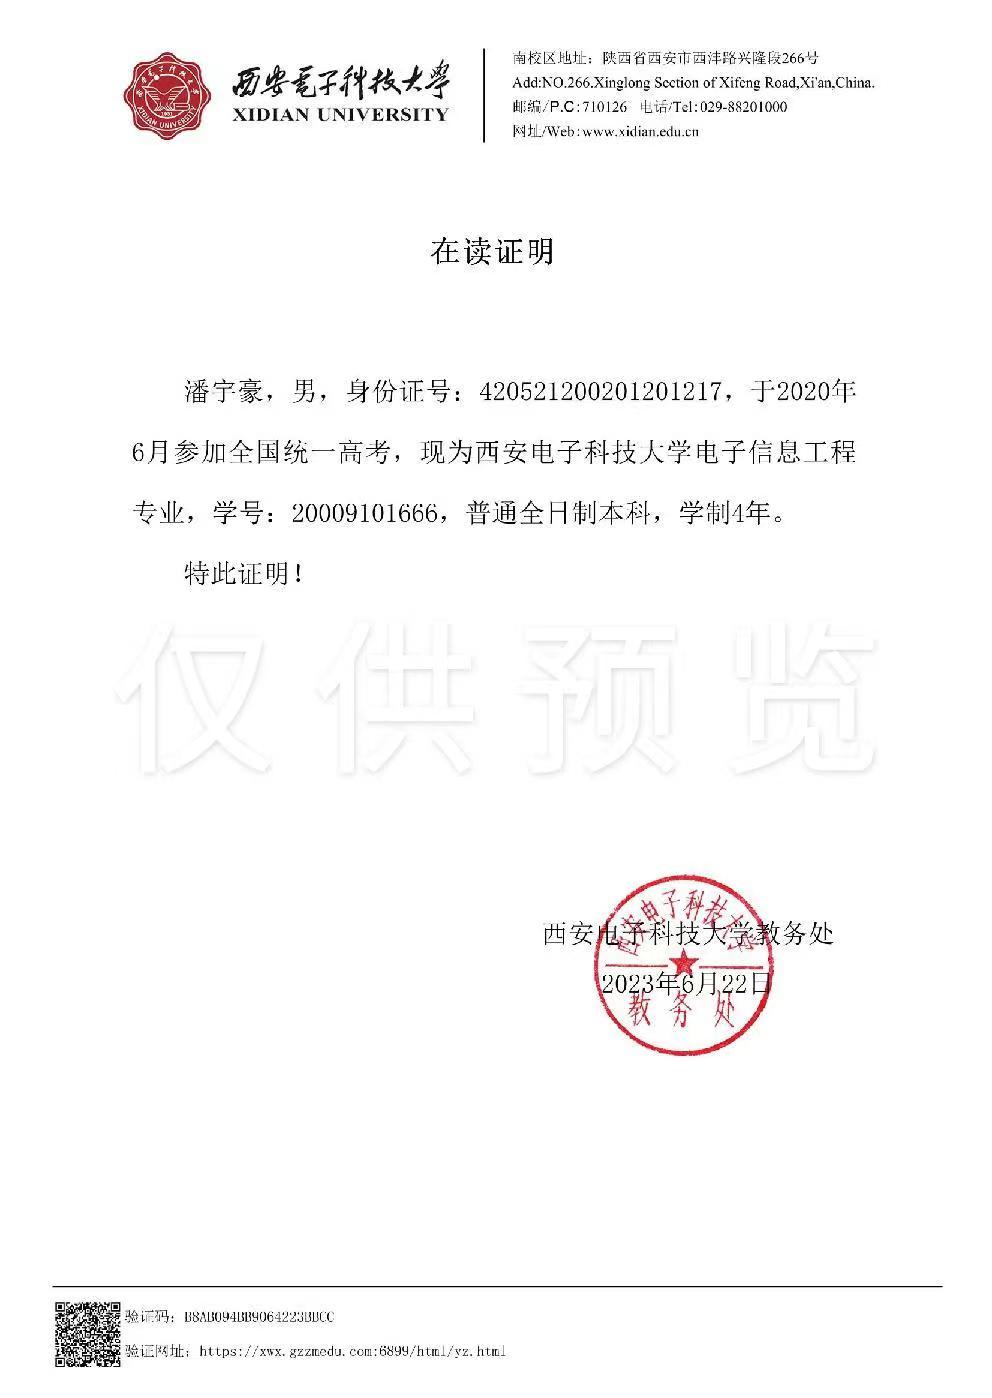 西安电子科技大学
XIDIAN UNIVERSITY
南校区地址：陕西省西安市西沣路兴隆段266号
Add:NO.266.Xinglong Section of Xifeng Road,Xi'an,China.
邮编/P.C:710126 电话/Tel:029-88201000
网址/Web:www.xidian.edu.cn
在读证明
潘宇豪，男，身份证号：420521200201201217，于2020年
6月参加全国统一高考，现为西安电子科技大学电子信息工程
专业，学号：20009101666，普通全日制本科，学制4年。
特此证明！
仅供预览
西安电子科技大学教务处
2023年6月22日
西安电子科技大学
教务处
验证码：B8AB094BB9064223BBCC
验证网址：https://xwx.gzzmedu.com:6899/html/yz.html